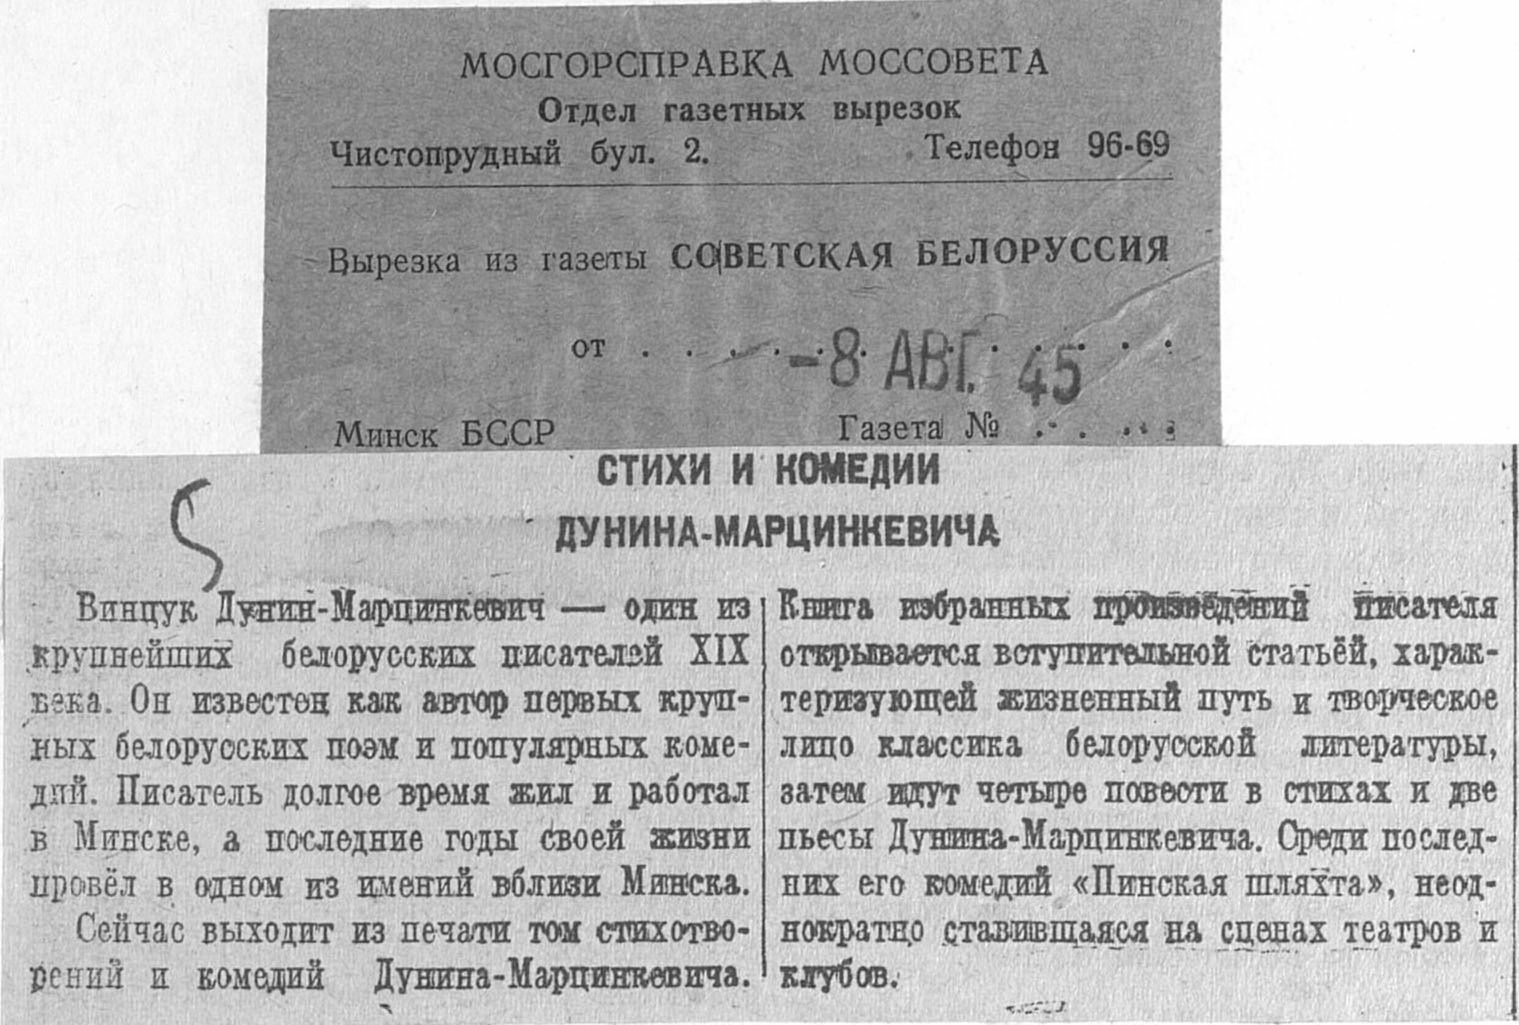 МОСГОРСПРАВКА МОССОВЕТА
Отдел газетных вырезок
Чистопрудный бул. 2. Телефон 96-69
Вырезка из газеты СОВЕТСКАЯ БЕЛОРУССИЯ
от . . . . . . . . . . . . .
-8 АВГ. 45
Минск БССР Газета № . . . . .
СТИХИ И КОМЕДИИ
ДУНИНА-МАРЦИНКЕВИЧА
5
Винцук Дунин-Марцинкевич — один из
крупнейших белорусских писателей XIX
века. Он известен как автор первых круп-
ных белорусских поэм и популярных коме-
дий. Писатель долгое время жил и работал
в Минске, а последние годы своей жизни
провёл в одном из имений вблизи Минска.
Сейчас выходит из печати том стихотво-
рений и комедий Дунина-Марцинкевича.
Книга избранных произведений писателя
открывается вступительной статьёй, харак-
теризующей жизненный путь и творческое
лицо классика белорусской литературы,
затем идут четыре повести в стихах и две
пьесы Дунина-Марцинкевича. Среди послед-
них его комедий «Пинская шляхта», неод-
нократно ставившаяся на сценах театров и
клубов.